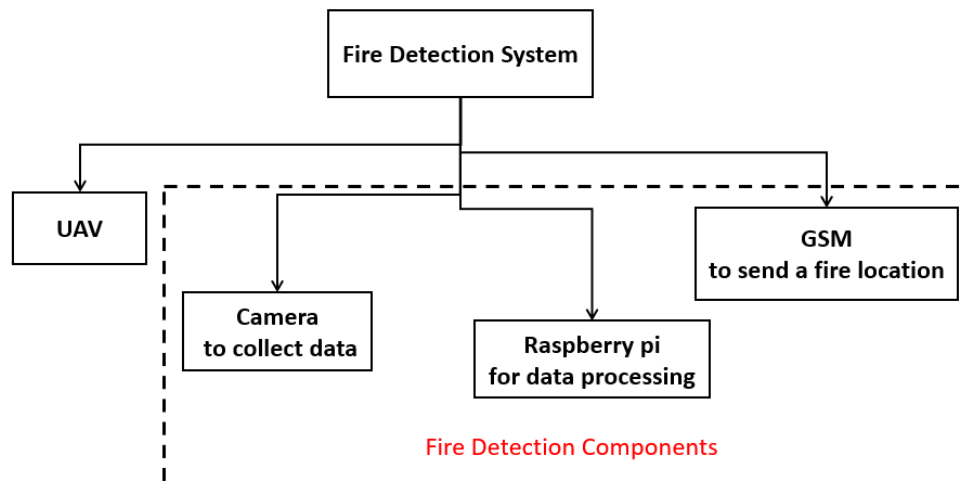 Fire Detection System
UAV
GSM
to send a fire location
Camera
to collect data
Raspberry pi
for data processing
Fire Detection Components